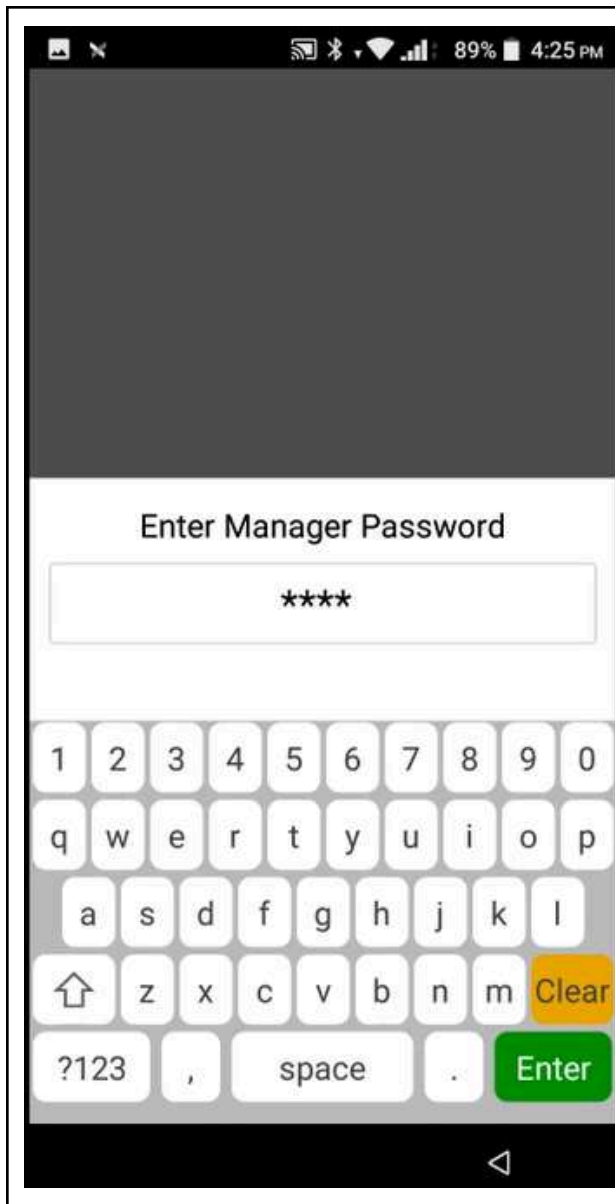 89% 4:25 PM
Enter Manager Password
****
1 2 3 4 5 6 7 8 9 0
q w e r t y u i o p
a s d f g h j k l
z x c v b n m Clear
?123 , space . Enter